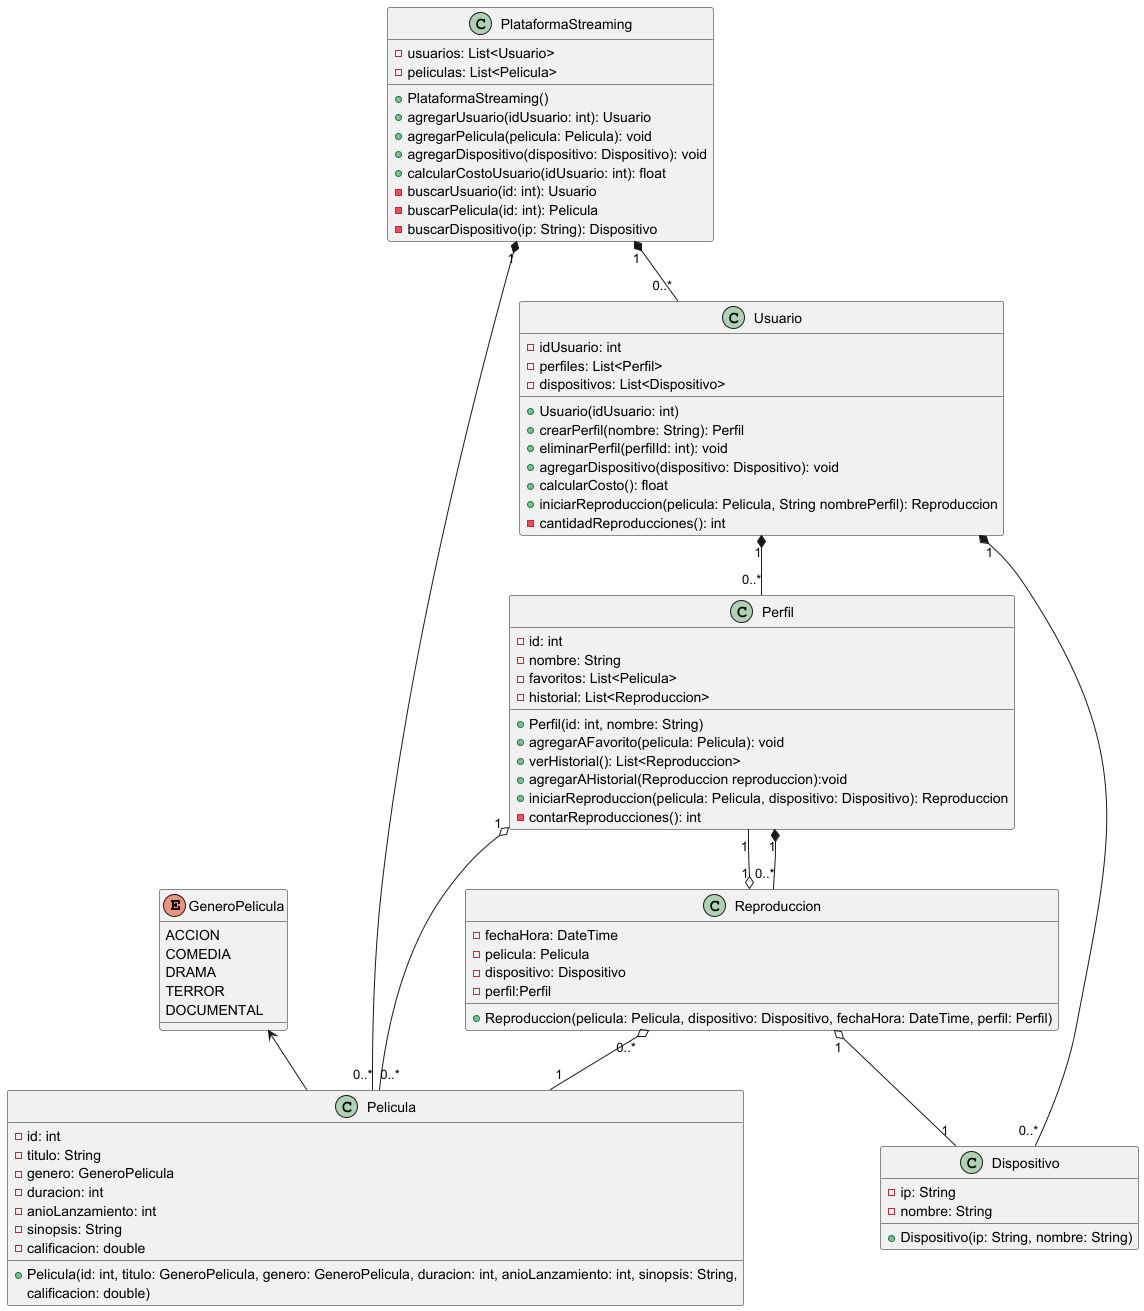 C PlataformaStreaming
usuarios: List<Usuario>
peliculas: List<Pelicula>
PlataformaStreaming()
agregarUsuario(idUsuario: int): Usuario
agregarPelicula(pelicula: Pelicula): void
agregarDispositivo(dispositivo: Dispositivo): void
calcularCostoUsuario(idUsuario: int): float
buscarUsuario(id: int): Usuario
buscarPelicula(id: int): Pelicula
buscarDispositivo(ip: String): Dispositivo
1
1
0..*
C Usuario
idUsuario: int
perfiles: List<Perfil>
dispositivos: List<Dispositivo>
Usuario(idUsuario: int)
crearPerfil(nombre: String): Perfil
eliminarPerfil(perfilId: int): void
agregarDispositivo(dispositivo: Dispositivo): void
calcularCosto(): float
iniciarReproduccion(pelicula: Pelicula, String nombrePerfil): Reproduccion
cantidadReproducciones(): int
1
1
0..*
C Perfil
id: int
nombre: String
favoritos: List<Pelicula>
historial: List<Reproduccion>
Perfil(id: int, nombre: String)
agregarAFavorito(pelicula: Pelicula): void
verHistorial(): List<Reproduccion>
agregarAHistorial(Reproduccion reproduccion):void
iniciarReproduccion(pelicula: Pelicula, dispositivo: Dispositivo): Reproduccion
contarReproducciones(): int
1
1
1
1
0..*
E GeneroPelicula
ACCION
COMEDIA
DRAMA
TERROR
DOCUMENTAL
C Reproduccion
fechaHora: DateTime
pelicula: Pelicula
dispositivo: Dispositivo
perfil:Perfil
Reproduccion(pelicula: Pelicula, dispositivo: Dispositivo, fechaHora: DateTime, perfil: Perfil)
0..*
1
0..*
0..*
1
1
0..*
C Pelicula
id: int
titulo: String
genero: GeneroPelicula
duracion: int
anioLanzamiento: int
sinopsis: String
calificacion: double
Pelicula(id: int, titulo: GeneroPelicula, genero: GeneroPelicula, duracion: int, anioLanzamiento: int, sinopsis: String,
calificacion: double)
C Dispositivo
ip: String
nombre: String
Dispositivo(ip: String, nombre: String)